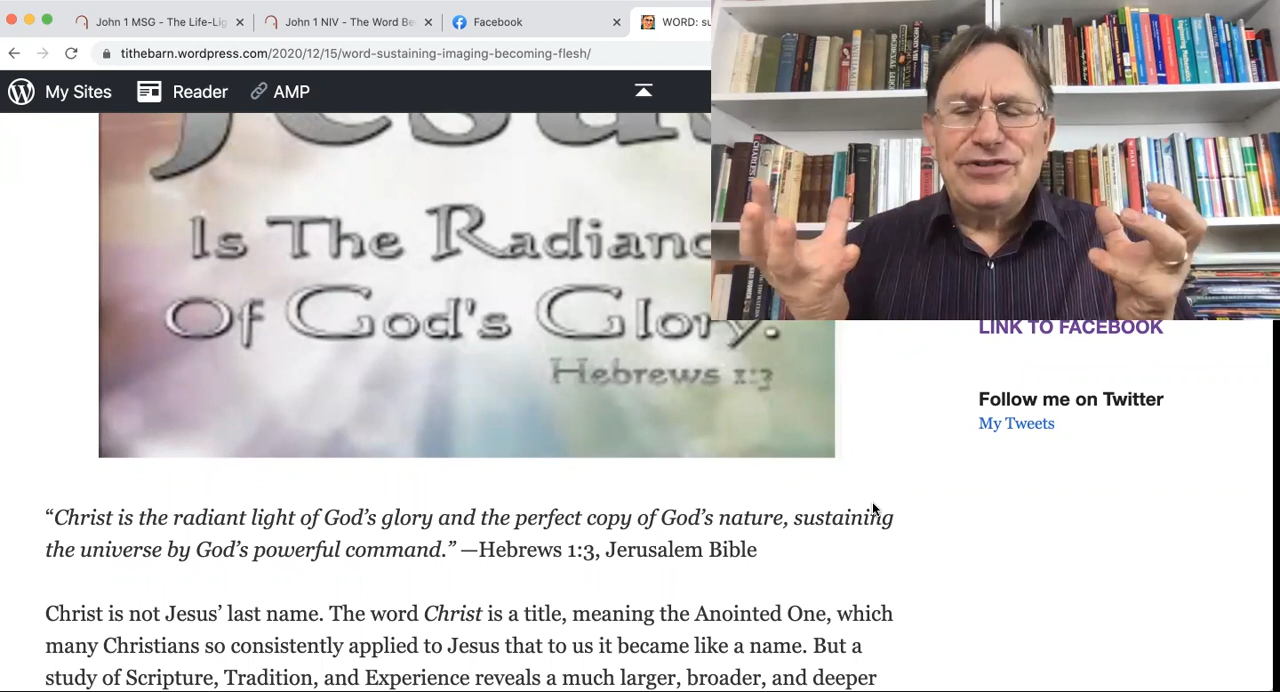 John 1 MSG - The Life-Lig
John 1 NIV - The Word Be
Facebook
WORD: su
titheban.wordpress.com/2020/12/15/word-sustaining-imaging-becoming-flesh/
My Sites
Reader
AMP
Jesus
Is The Radianc
Of God's Glory.
Hebrews 1:3
LINK TO FACEBOOK
Follow me on Twitter
My Tweets
“Christ is the radiant light of God’s glory and the perfect copy of God’s nature, sustaining
the universe by God’s powerful command.” —Hebrews 1:3, Jerusalem Bible
Christ is not Jesus’ last name. The word Christ is a title, meaning the Anointed One, which
many Christians so consistently applied to Jesus that to us it became like a name. But a
study of Scripture, Tradition, and Experience reveals a much larger, broader, and deeper